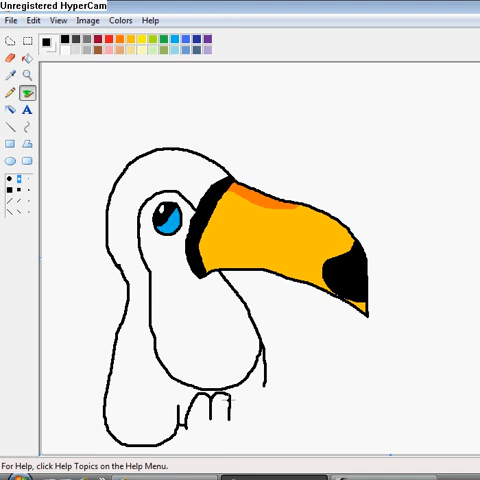 Unregistered HyperCam
File Edit View Image Colors Help
A
For Help, click Help Topics on the Help Menu.